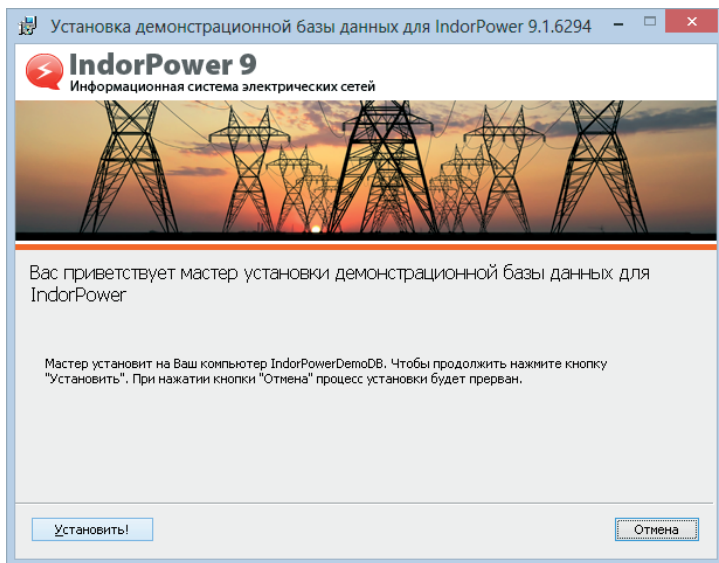 Установка демонстрационной базы данных для IndorPower 9.1.6294
IndorPower 9
Информационная система электрических сетей
Вас приветствует мастер установки демонстрационной базы данных для
IndorPower
Мастер установит на Ваш компьютер IndorPowerDemoDB. Чтобы продолжить нажмите кнопку
"Установить". При нажатии кнопки "Отмена" процесс установки будет прерван.
Установить!
Отмена